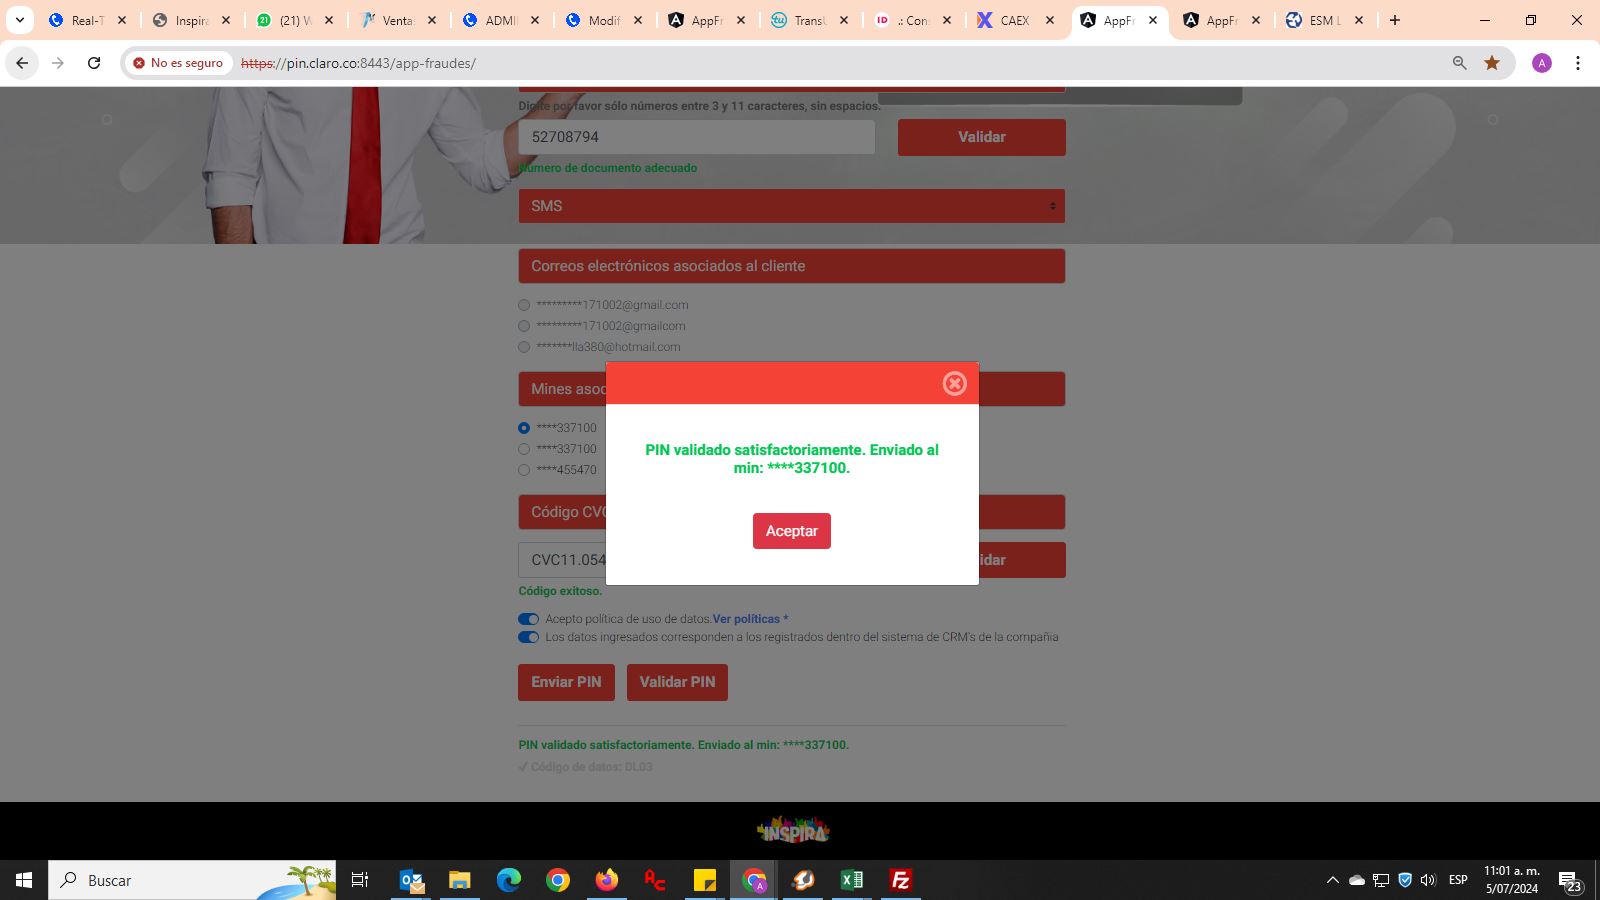 Real-T
Inspira
(21) W
Ventas
ADMI
Modif
AppFr
TransU
.: Cons
CAEX
AppFr
AppFr
ESM L
No es seguro
https://pin.claro.co:8443/app-fraudes/
A
Digite por favor sólo números entre 3 y 11 caracteres, sin espacios.
52708794
Validar
Número de documento adecuado
SMS
Correos electrónicos asociados al cliente
*********171002@gmail.com
*********171002@gmailcom
*******lla380@hotmail.com
Mines asoc
****337100
****337100
****455470
PIN validado satisfactoriamente. Enviado al
min: ****337100.
Aceptar
Código CVC
CVC11.054
idar
Código exitoso.
Acepto política de uso de datos.Ver políticas *
Los datos ingresados corresponden a los registrados dentro del sistema de CRM's de la compañia
Enviar PIN
Validar PIN
PIN validado satisfactoriamente. Enviado al min: ****337100.
✓ Código de datos: DL03
INSPIRA
Buscar
ESP
11:01 a. m.
5/07/2024
23